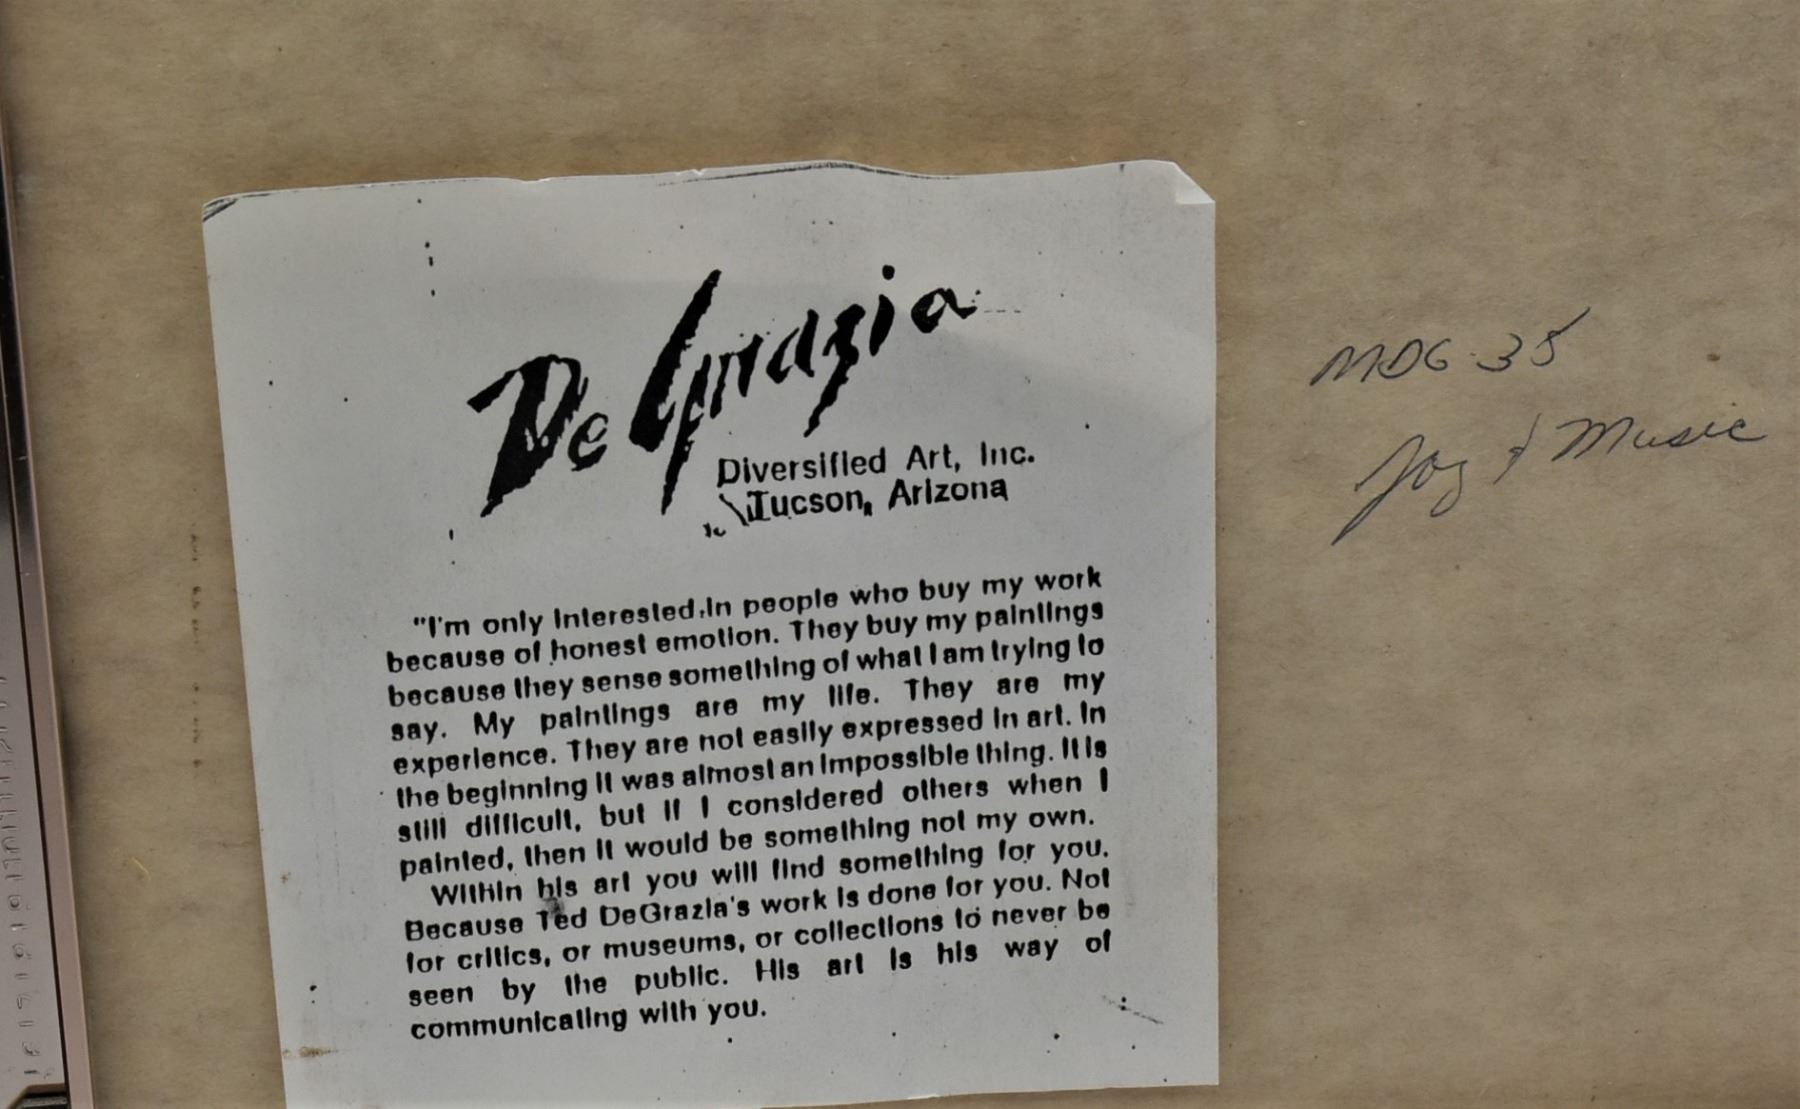 De Grazia
Diversified Art, Inc.
Tucson, Arizona
"I'm only interested in people who buy my work
because of honest emotion. They buy my paintings
because they sense something of what I am trying to
say. My paintings are my life. They are my
experience. They are not easily expressed in art. In
the beginning it was almost an impossible thing. It is
still difficult, but if I considered others when I
painted, then it would be something not my own.
Within his art you will find something for you.
Because Ted DeGrazia's work is done for you. Not
for critics, or museums, or collections to never be
seen by the public. His art is his way of
communicating with you.
MDG-35
Joy & Music